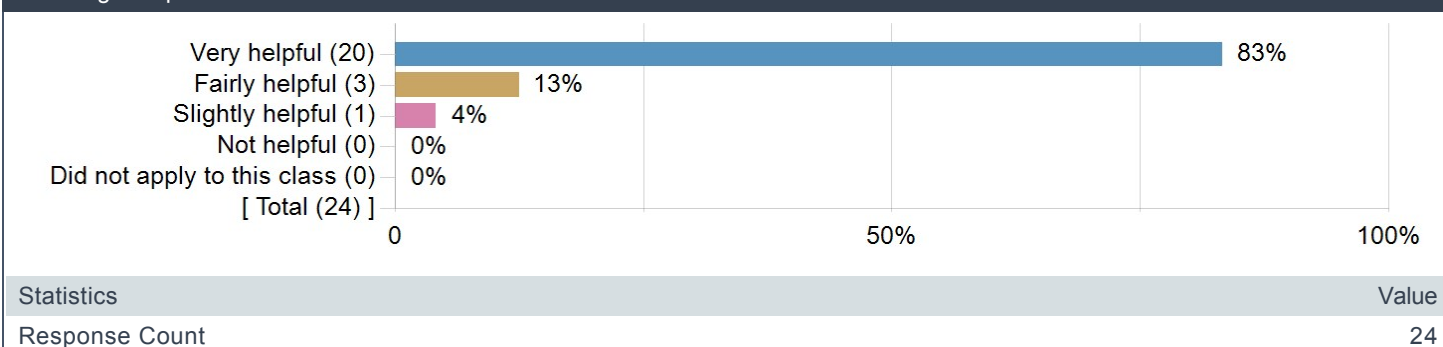 Very helpful (20) 83%
Fairly helpful (3) 13%
Slightly helpful (1) 4%
Not helpful (0) 0%
Did not apply to this class (0) 0%
[ Total (24) ]
0 50% 100%
Statistics Value
Response Count 24